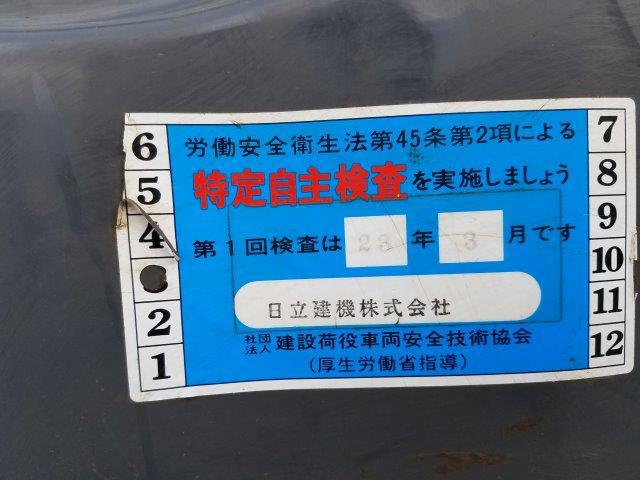 労働安全衛生法第45条第2項による
特定自主検査を実施しましょう
第1回検査は 23 年 3 月です
日立建機株式会社
社団法人 建設荷役車両安全技術協会
(厚生労働省指導)
6
5
4
2
1
7
8
9
10
11
12